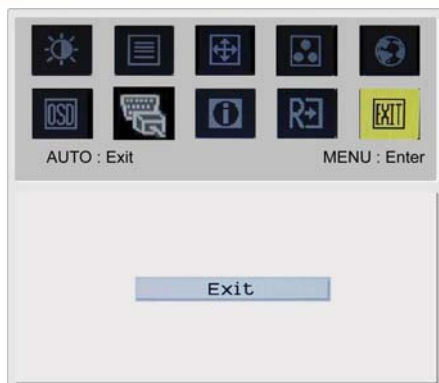 OSD
i
R
EXIT
AUTO : Exit
MENU : Enter
Exit